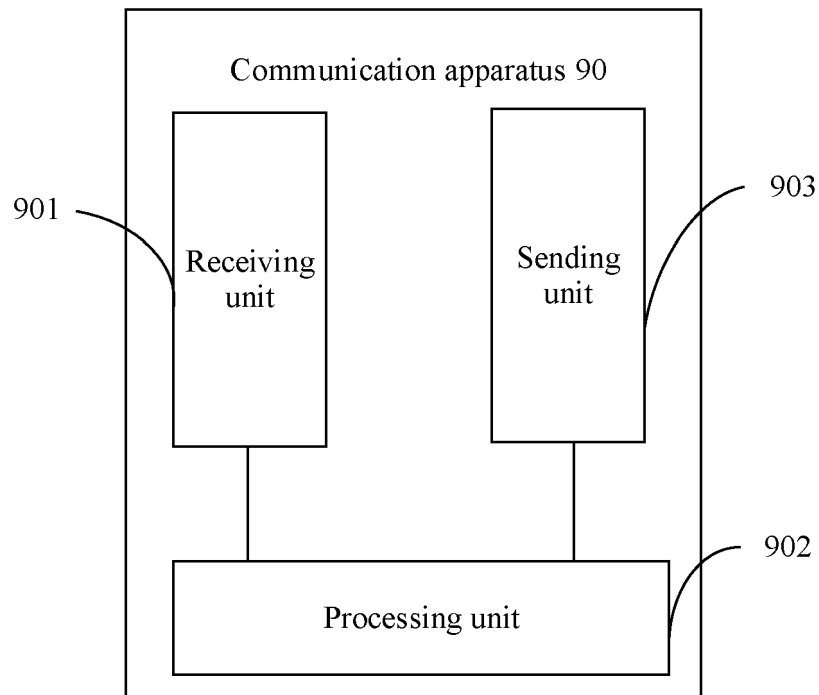 Communication apparatus 90
901
903
Receiving
unit
Sending
unit
902
Processing unit